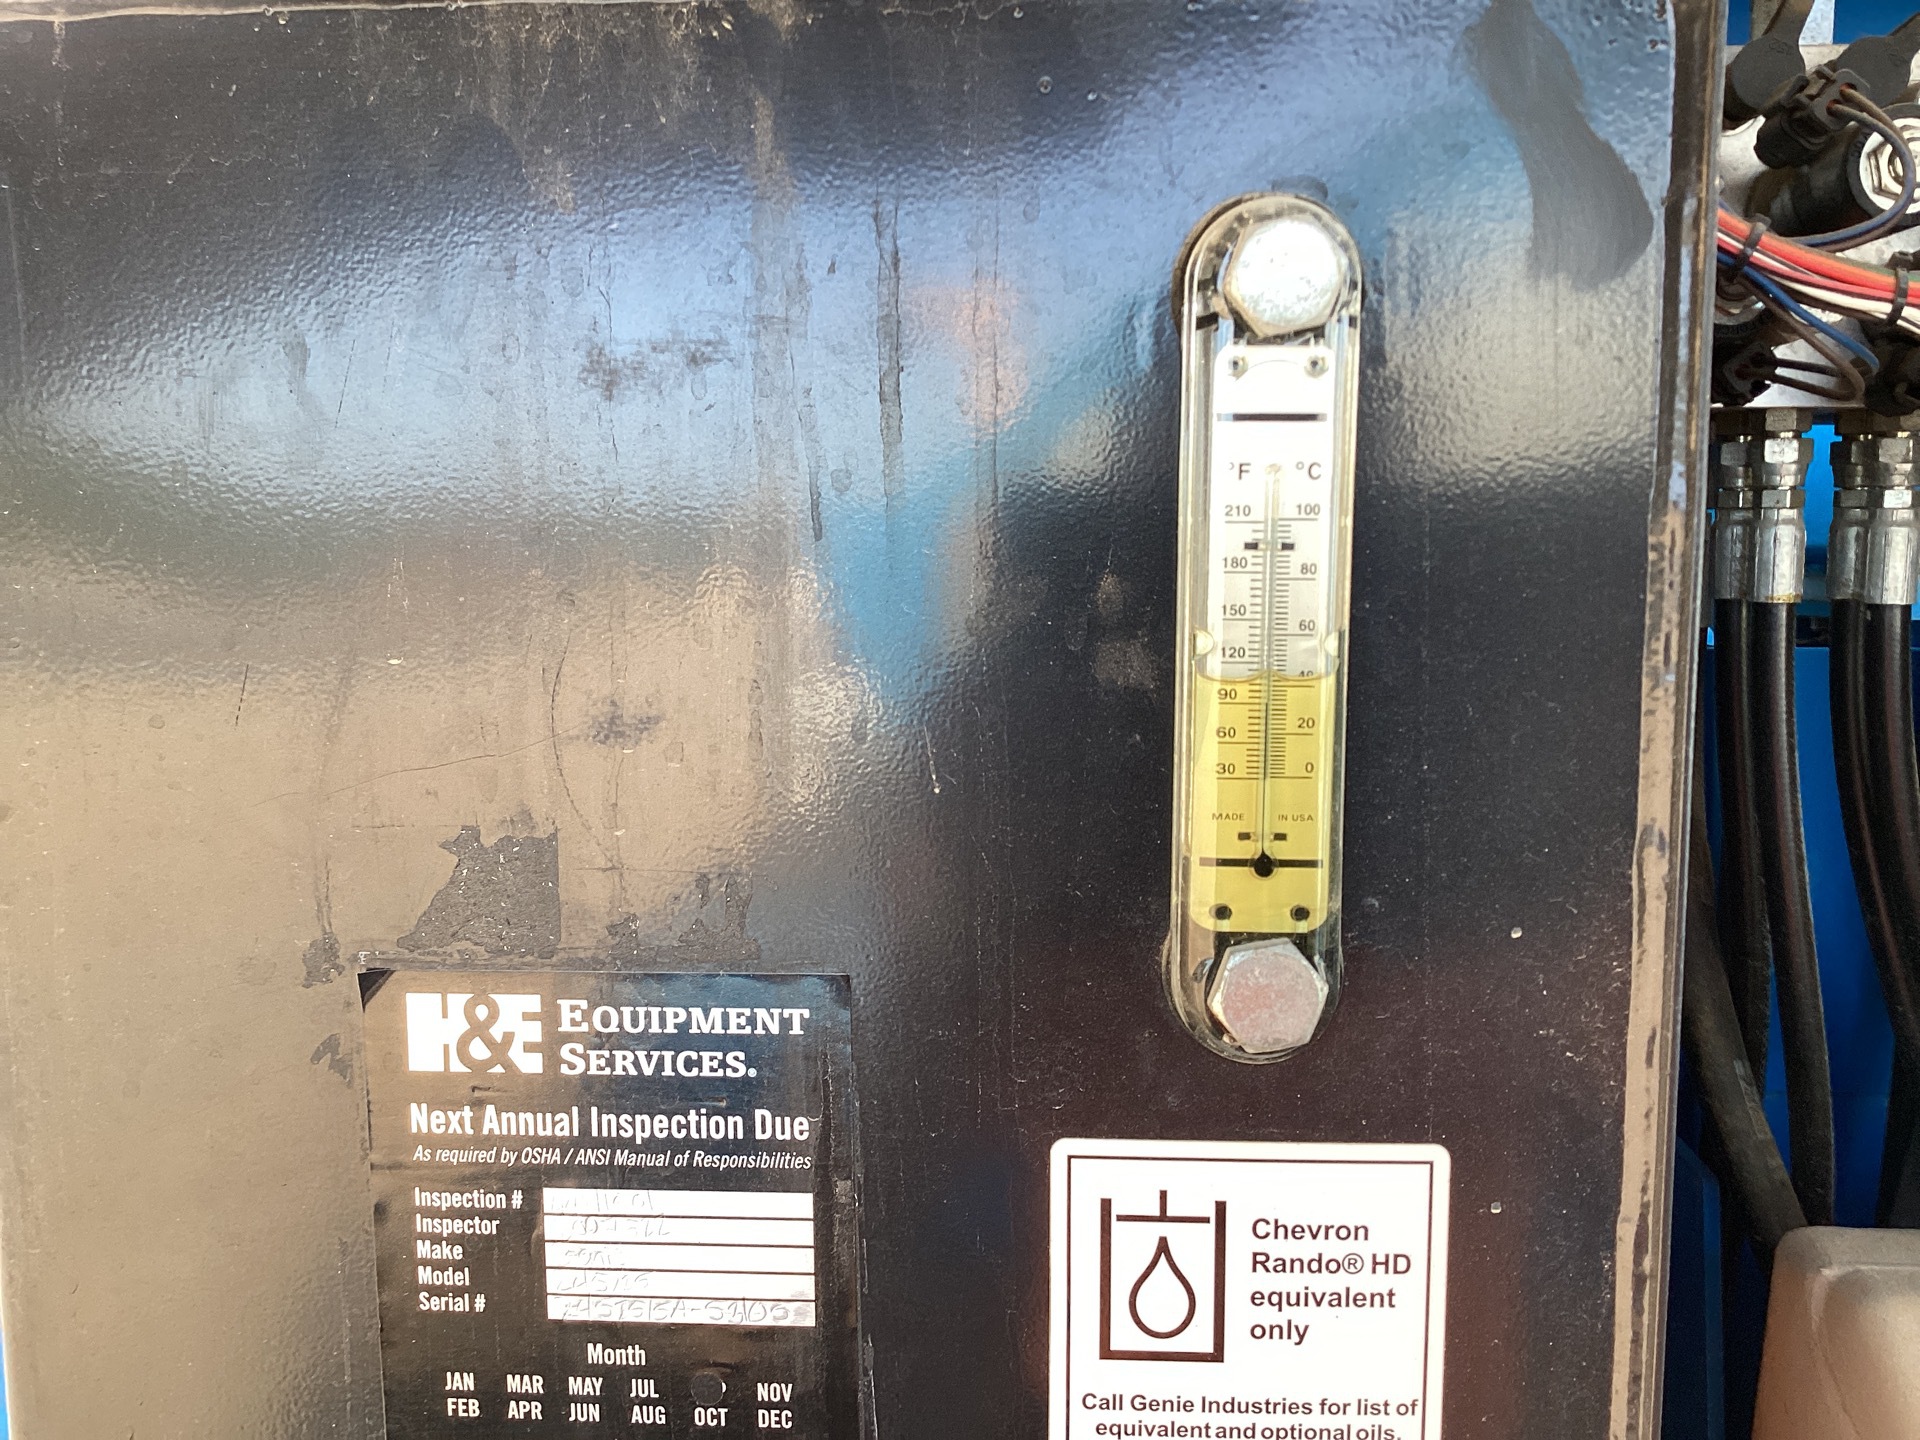 °F °C
210 100
180 80
150 60
120 40
90 20
60 0
30
MADE IN USA
H&E EQUIPMENT
SERVICES.
Next Annual Inspection Due
As required by OSHA / ANSI Manual of Responsibilities
Inspection #
Inspector
Make
Model
Serial #
Month
JAN MAR MAY JUL NOV
FEB APR JUN AUG OCT DEC
Chevron
Rando® HD
equivalent
only
Call Genie Industries for list of
equivalent and optional oils.